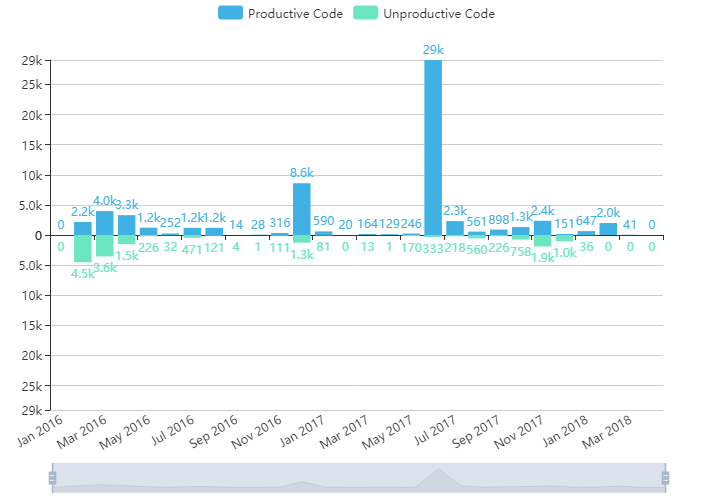 Productive Code Unproductive Code
29k
29k
25k
20k
15k
10k
8.6k
5.0k
0 2.2k 4.0k 3.3k 1.2k 252 1.2k 1.2k 14 28 316 590 20 164 129 246 2.3k 561 898 1.3k 2.4k 151 647 2.0k 41 0
0
0 4.5k 3.6k 1.5k 226 32 471 121 4 1 111 1.3k 81 0 13 1 170 333 218 560 226 758 1.9k 1.0k 36 0 0 0
5.0k
10k
15k
20k
25k
29k
Jan 2016 Mar 2016 May 2016 Jul 2016 Sep 2016 Nov 2016 Jan 2017 Mar 2017 May 2017 Jul 2017 Sep 2017 Nov 2017 Jan 2018 Mar 2018